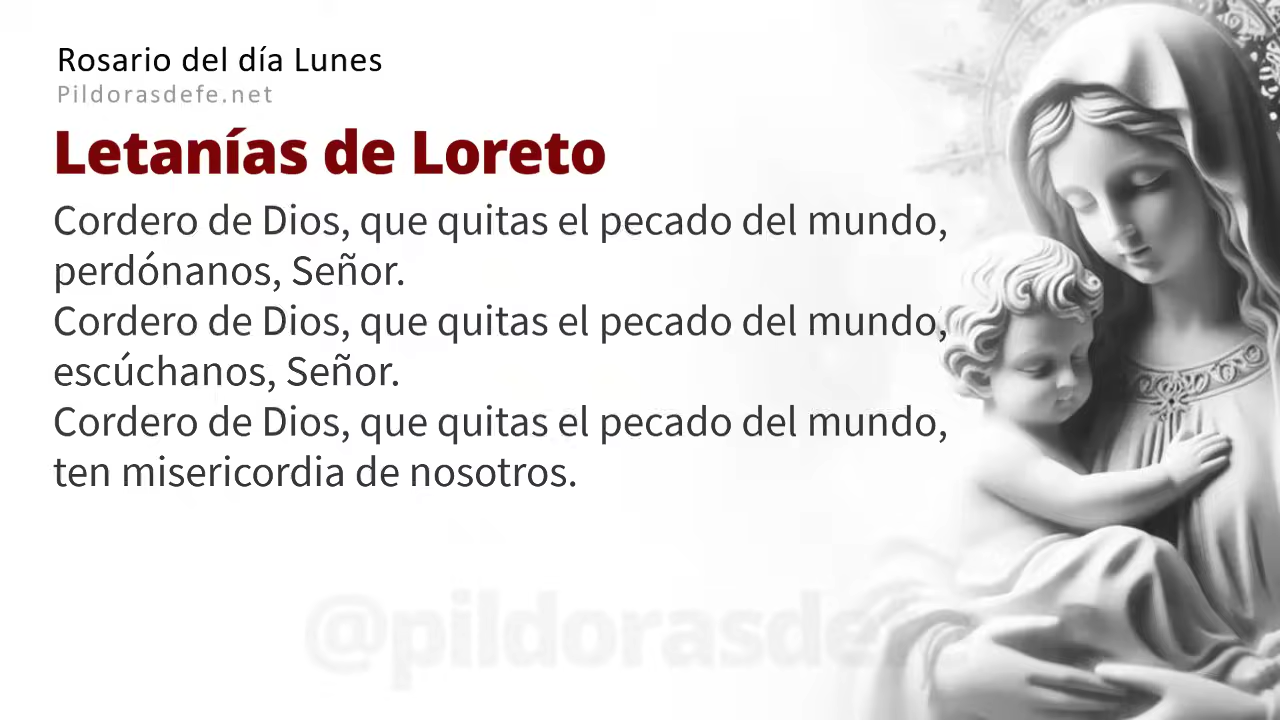 Rosario del día Lunes
Pildorasdefe.net
Letanías de Loreto
Cordero de Dios, que quitas el pecado del mundo,
perdónanos, Señor.
Cordero de Dios, que quitas el pecado del mundo,
escúchanos, Señor.
Cordero de Dios, que quitas el pecado del mundo,
ten misericordia de nosotros.
@pildorasdefe